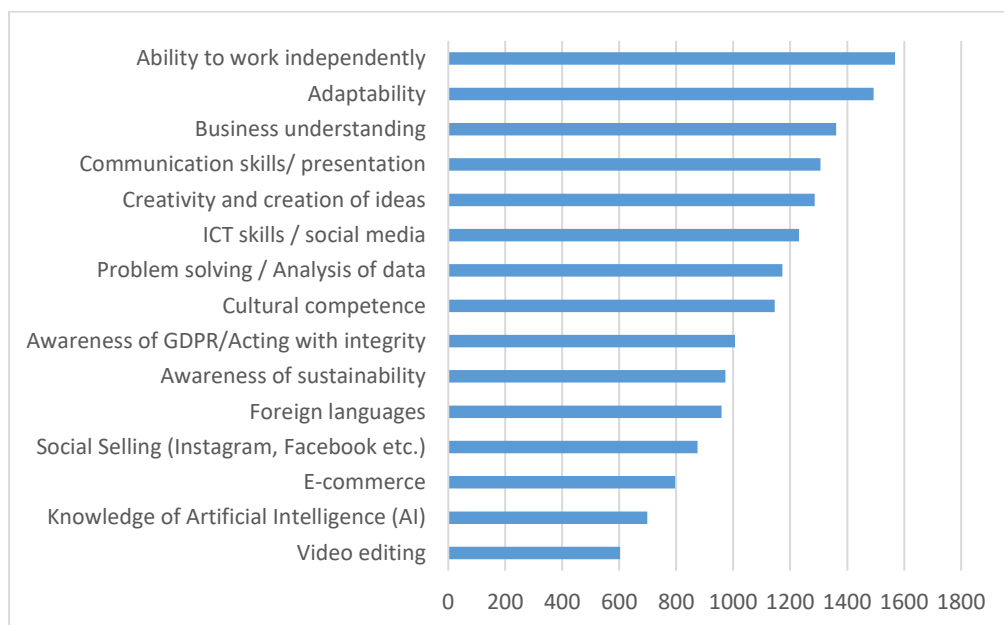 Ability to work independently
Adaptability
Business understanding
Communication skills/ presentation
Creativity and creation of ideas
ICT skills / social media
Problem solving / Analysis of data
Cultural competence
Awareness of GDPR/Acting with integrity
Awareness of sustainability
Foreign languages
Social Selling (Instagram, Facebook etc.)
E-commerce
Knowledge of Artificial Intelligence (AI)
Video editing
0 200 400 600 800 1000 1200 1400 1600 1800